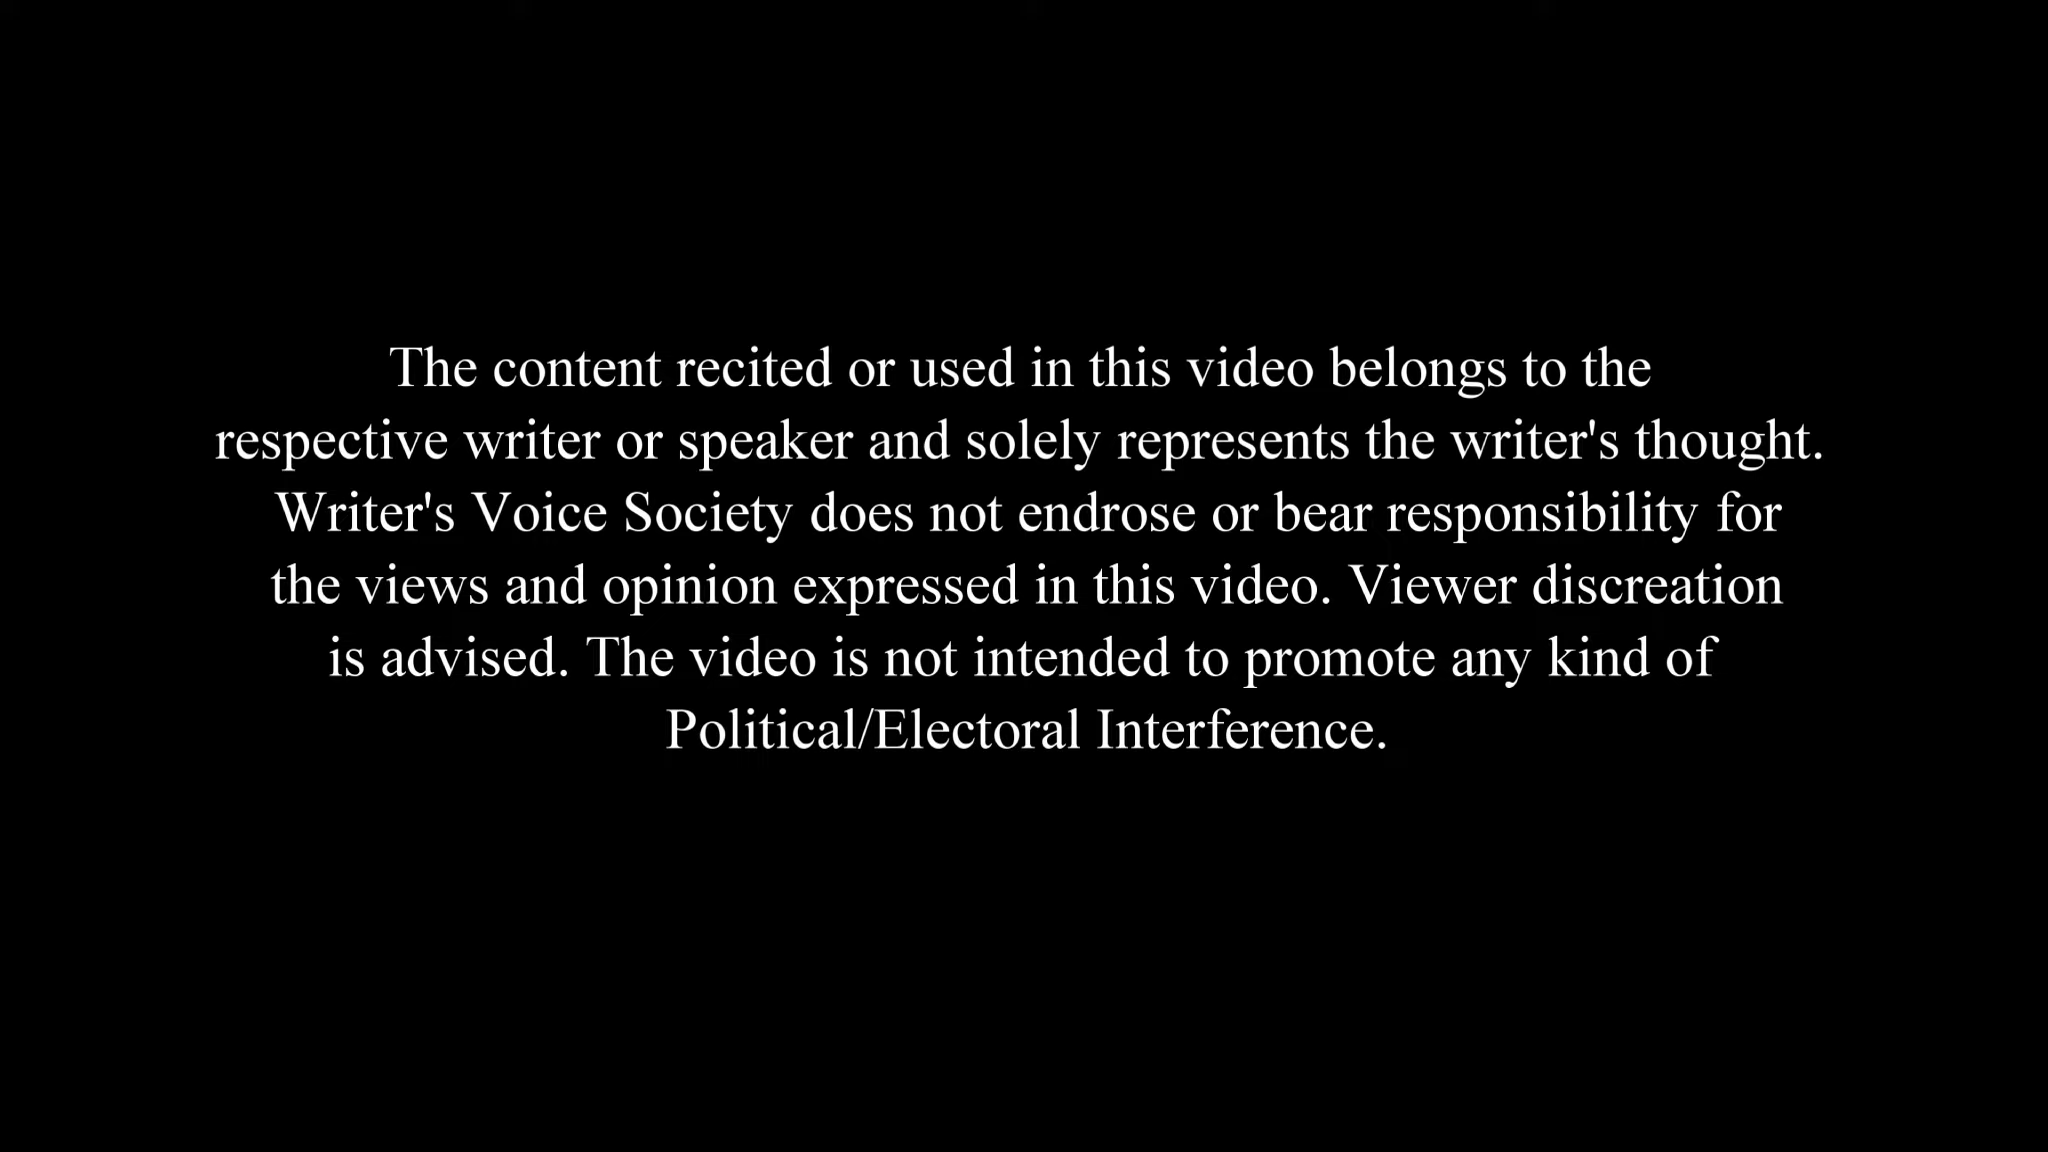 The content recited or used in this video belongs to the
respective writer or speaker and solely represents the writer's thought.
Writer's Voice Society does not endrose or bear responsibility for
the views and opinion expressed in this video. Viewer discreation
is advised. The video is not intended to promote any kind of
Political/Electoral Interference.